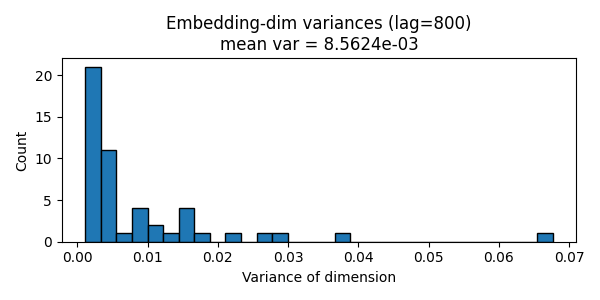 Embedding-dim variances (lag=800)
mean var = 8.5624e-03
Count
20
15
10
5
0
0.00 0.01 0.02 0.03 0.04 0.05 0.06 0.07
Variance of dimension